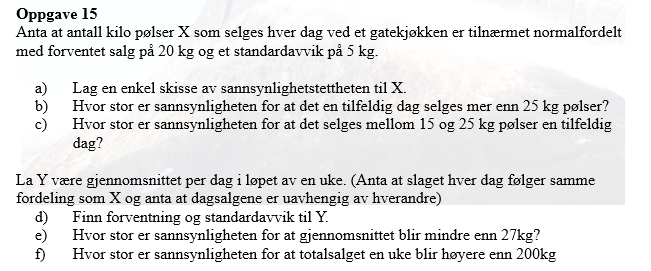 Oppgave 15
Anta at antall kilo pølser X som selges hver dag ved et gatekjøkken er tilnærmet normalfordelt
med forventet salg på 20 kg og et standardavvik på 5 kg.
a) Lag en enkel skisse av sannsynlighetstettheten til X.
b) Hvor stor er sannsynligheten for at det en tilfeldig dag selges mer enn 25 kg pølser?
c) Hvor stor er sannsynligheten for at det selges mellom 15 og 25 kg pølser en tilfeldig
dag?
La Y være gjennomsnittet per dag i løpet av en uke. (Anta at slaget hver dag følger samme
fordeling som X og anta at dagsalgene er uavhengig av hverandre)
d) Finn forventning og standardavvik til Y.
e) Hvor stor er sannsynligheten for at gjennomsnittet blir mindre enn 27kg?
f) Hvor stor er sannsynligheten for at totalsalget en uke blir høyere enn 200kg